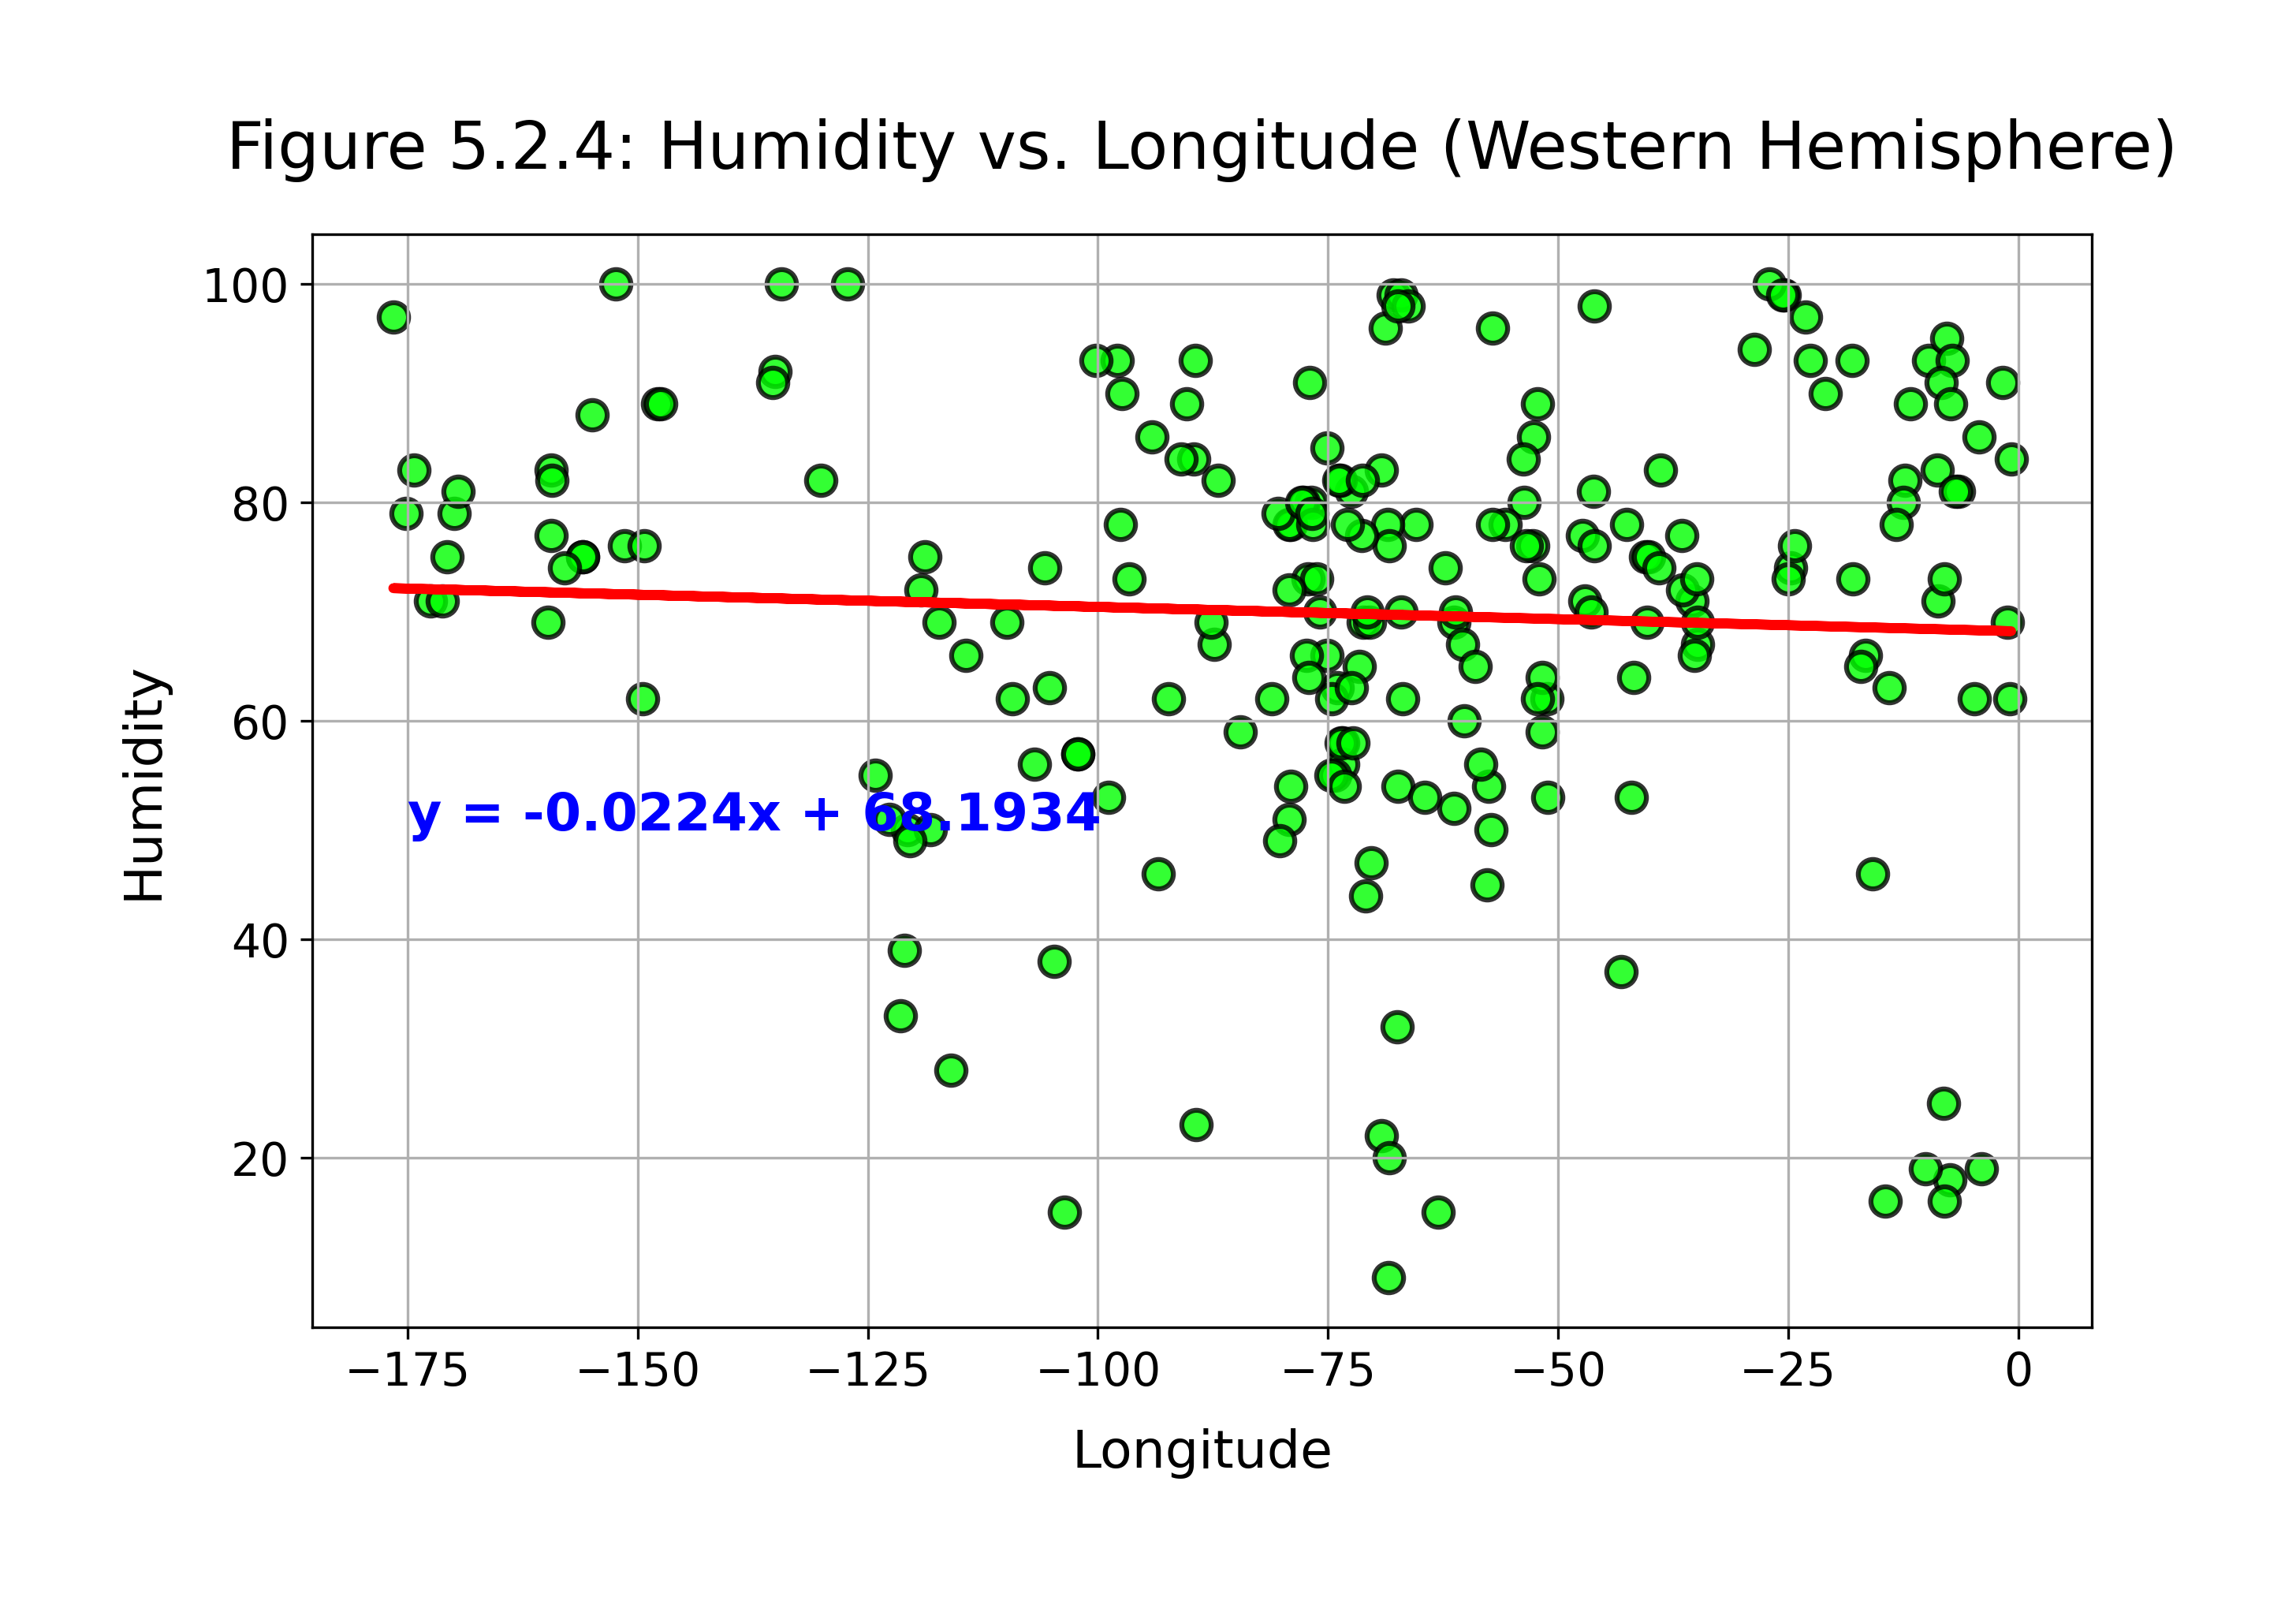 Figure 5.2.4: Humidity vs. Longitude (Western Hemisphere)
100
80
60
40
20
Humidity
y = -0.0224x + 68.1934
−175 −150 −125 −100 −75 −50 −25 0
Longitude